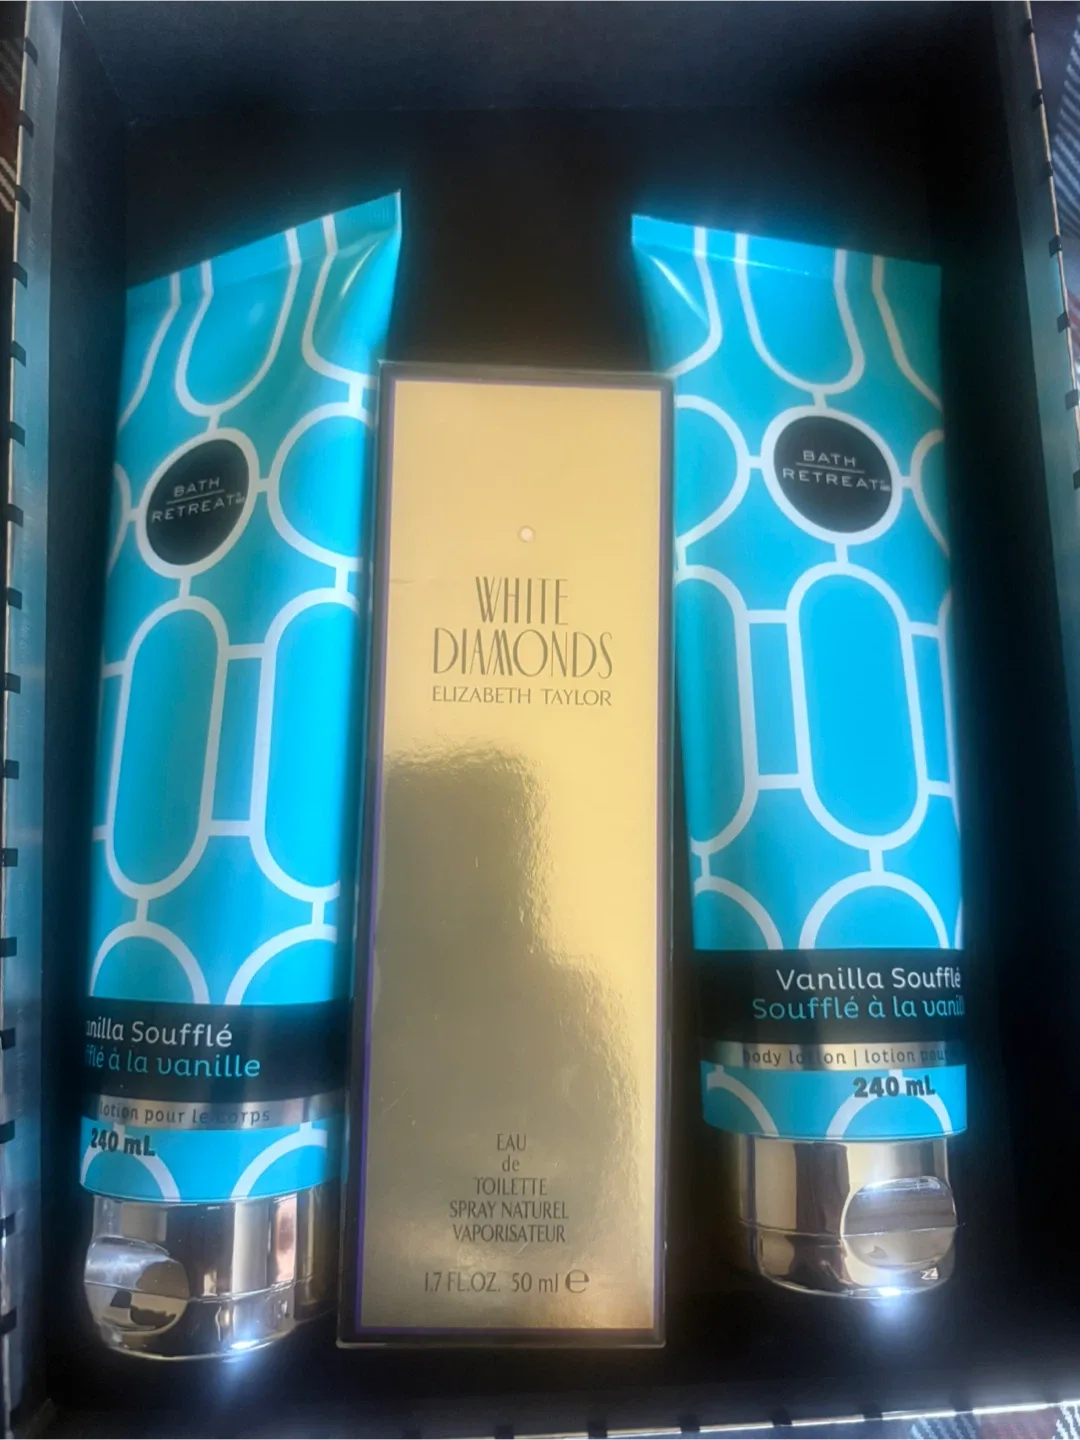 BATH
RETREAT
anilla Soufflé
fflé à la vanille
lotion pour le corps
240 mL
WHITE
DIAMONDS
ELIZABETH TAYLOR
EAU
de
TOILETTE
SPRAY NATUREL
VAPORISATEUR
1.7 FL.OZ. 50 ml e
BATH
RETREAT
Vanilla Soufflé
Soufflé à la vanill
body lotion | lotion pour
240 mL